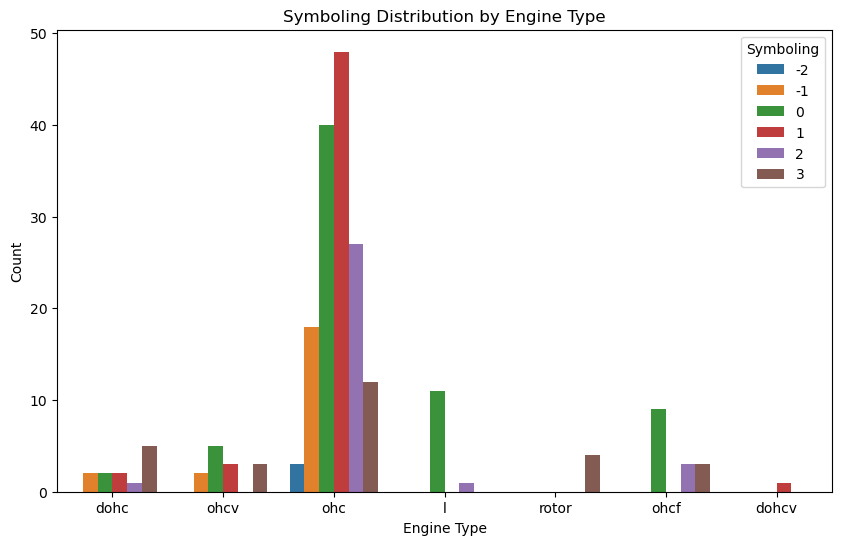 Symboling Distribution by Engine Type
50
40
30
20
10
0
Count
dohc ohcv ohc l rotor ohcf dohcv
Engine Type
Symboling
-2
-1
0
1
2
3